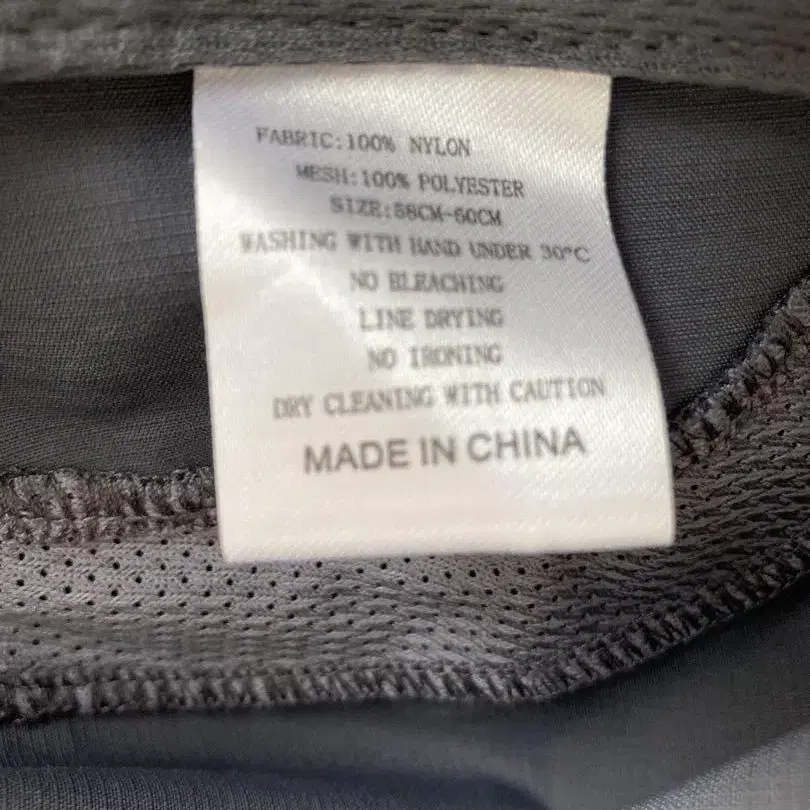 FABRIC:100% NYLON
MESH:100% POLYESTER
SIZE:58CM-60CM
WASHING WITH HAND UNDER 30°C
NO BLEACHING
LINE DRYING
NO IRONING
DRY CLEANING WITH CAUTION
MADE IN CHINA